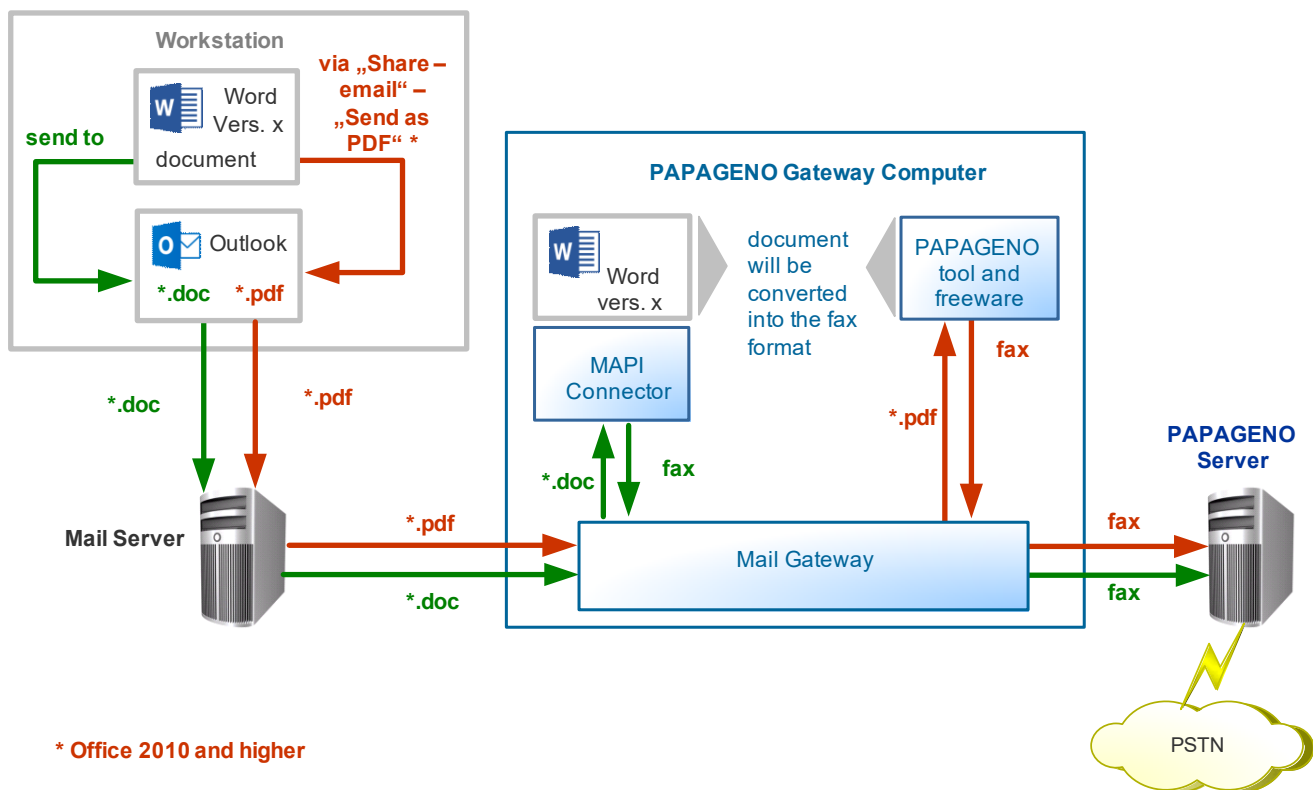 Workstation
via „Share –
email“ –
„Send as
PDF“ *
W
Word
Vers. x
document
send to
O
Outlook
*.doc
*.pdf
*.doc
*.pdf
Mail Server
*.pdf
*.doc
PAPAGENO Gateway Computer
W
Word
vers. x
document
will be
converted
into the fax
format
PAPAGENO
tool and
freeware
MAPI
Connector
*.doc
fax
*.pdf
fax
Mail Gateway
fax
fax
PAPAGENO
Server
PSTN
* Office 2010 and higher